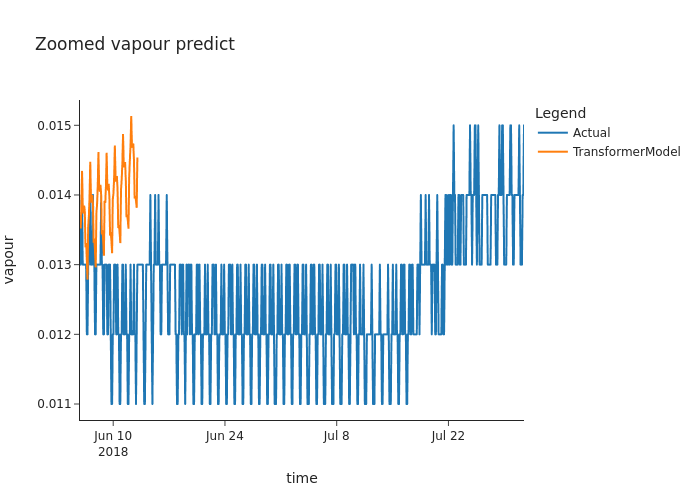 Zoomed vapour predict
Legend
Actual
TransformerModel
vapour
0.015
0.014
0.013
0.012
0.011
Jun 10
2018
Jun 24
Jul 8
Jul 22
time